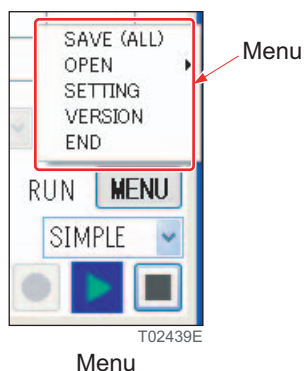 SAVE (ALL)
OPEN
SETTING
VERSION
END
Menu
RUN MENU
SIMPLE
T02439E
Menu